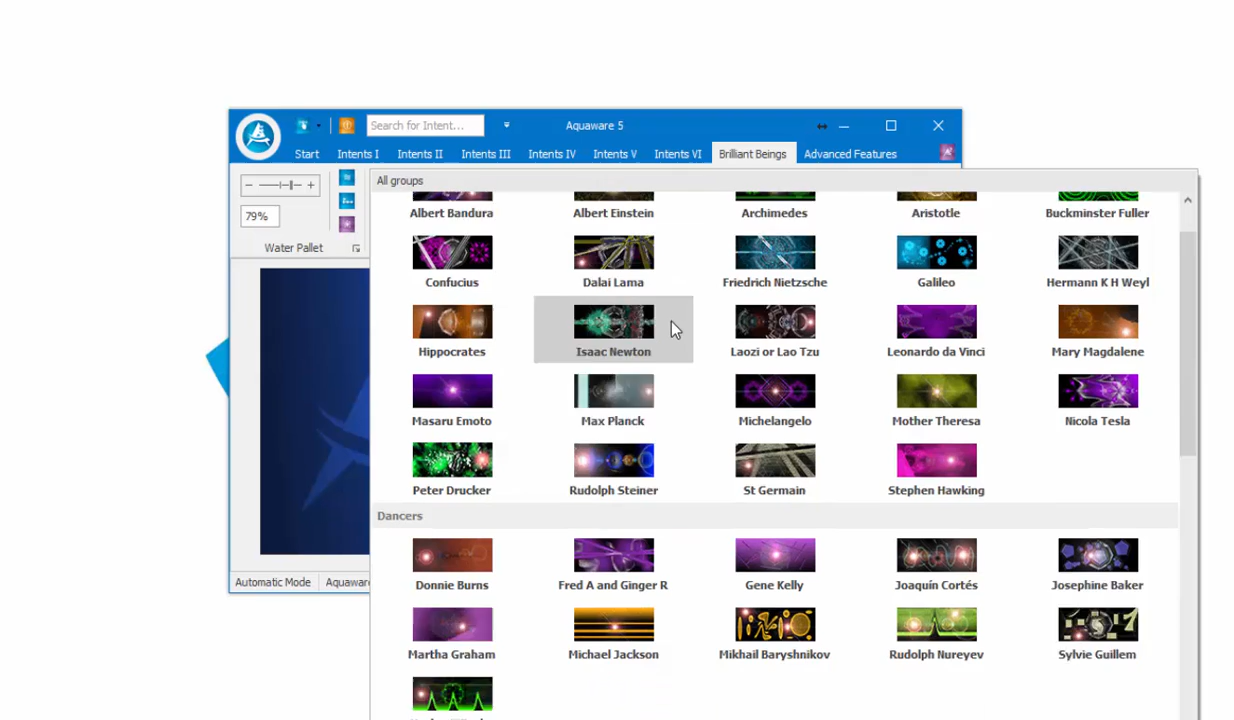 Search for Intent...
Aquaware 5
Start
Intents I
Intents II
Intents III
Intents IV
Intents V
Intents VI
Brilliant Beings
Advanced Features
79%
Water Pallet
Automatic Mode
Aquaware
All groups
Albert Bandura
Albert Einstein
Archimedes
Aristotle
Buckminster Fuller
Confucius
Dalai Lama
Friedrich Nietzsche
Galileo
Hermann K H Weyl
Hippocrates
Isaac Newton
Laozi or Lao Tzu
Leonardo da Vinci
Mary Magdalene
Masaru Emoto
Max Planck
Michelangelo
Mother Theresa
Nicola Tesla
Peter Drucker
Rudolph Steiner
St Germain
Stephen Hawking
Dancers
Donnie Burns
Fred A and Ginger R
Gene Kelly
Joaquín Cortés
Josephine Baker
Martha Graham
Michael Jackson
Mikhail Baryshnikov
Rudolph Nureyev
Sylvie Guillem